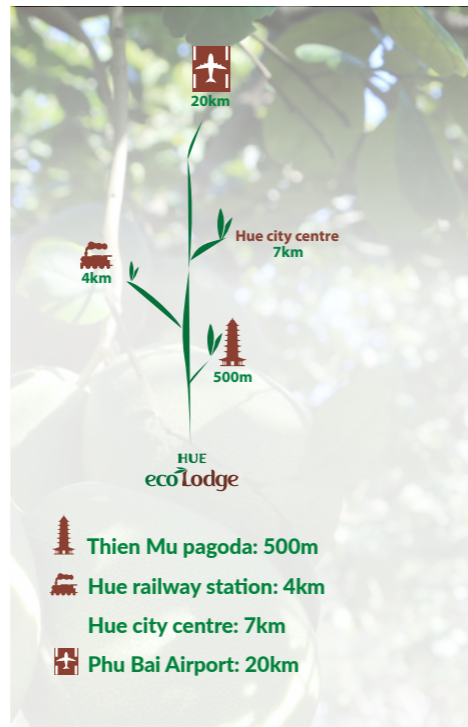 20km
Hue city centre
7km
4km
500m
HUE
ecoLodge
Thien Mu pagoda: 500m
Hue railway station: 4km
Hue city centre: 7km
Phu Bai Airport: 20km